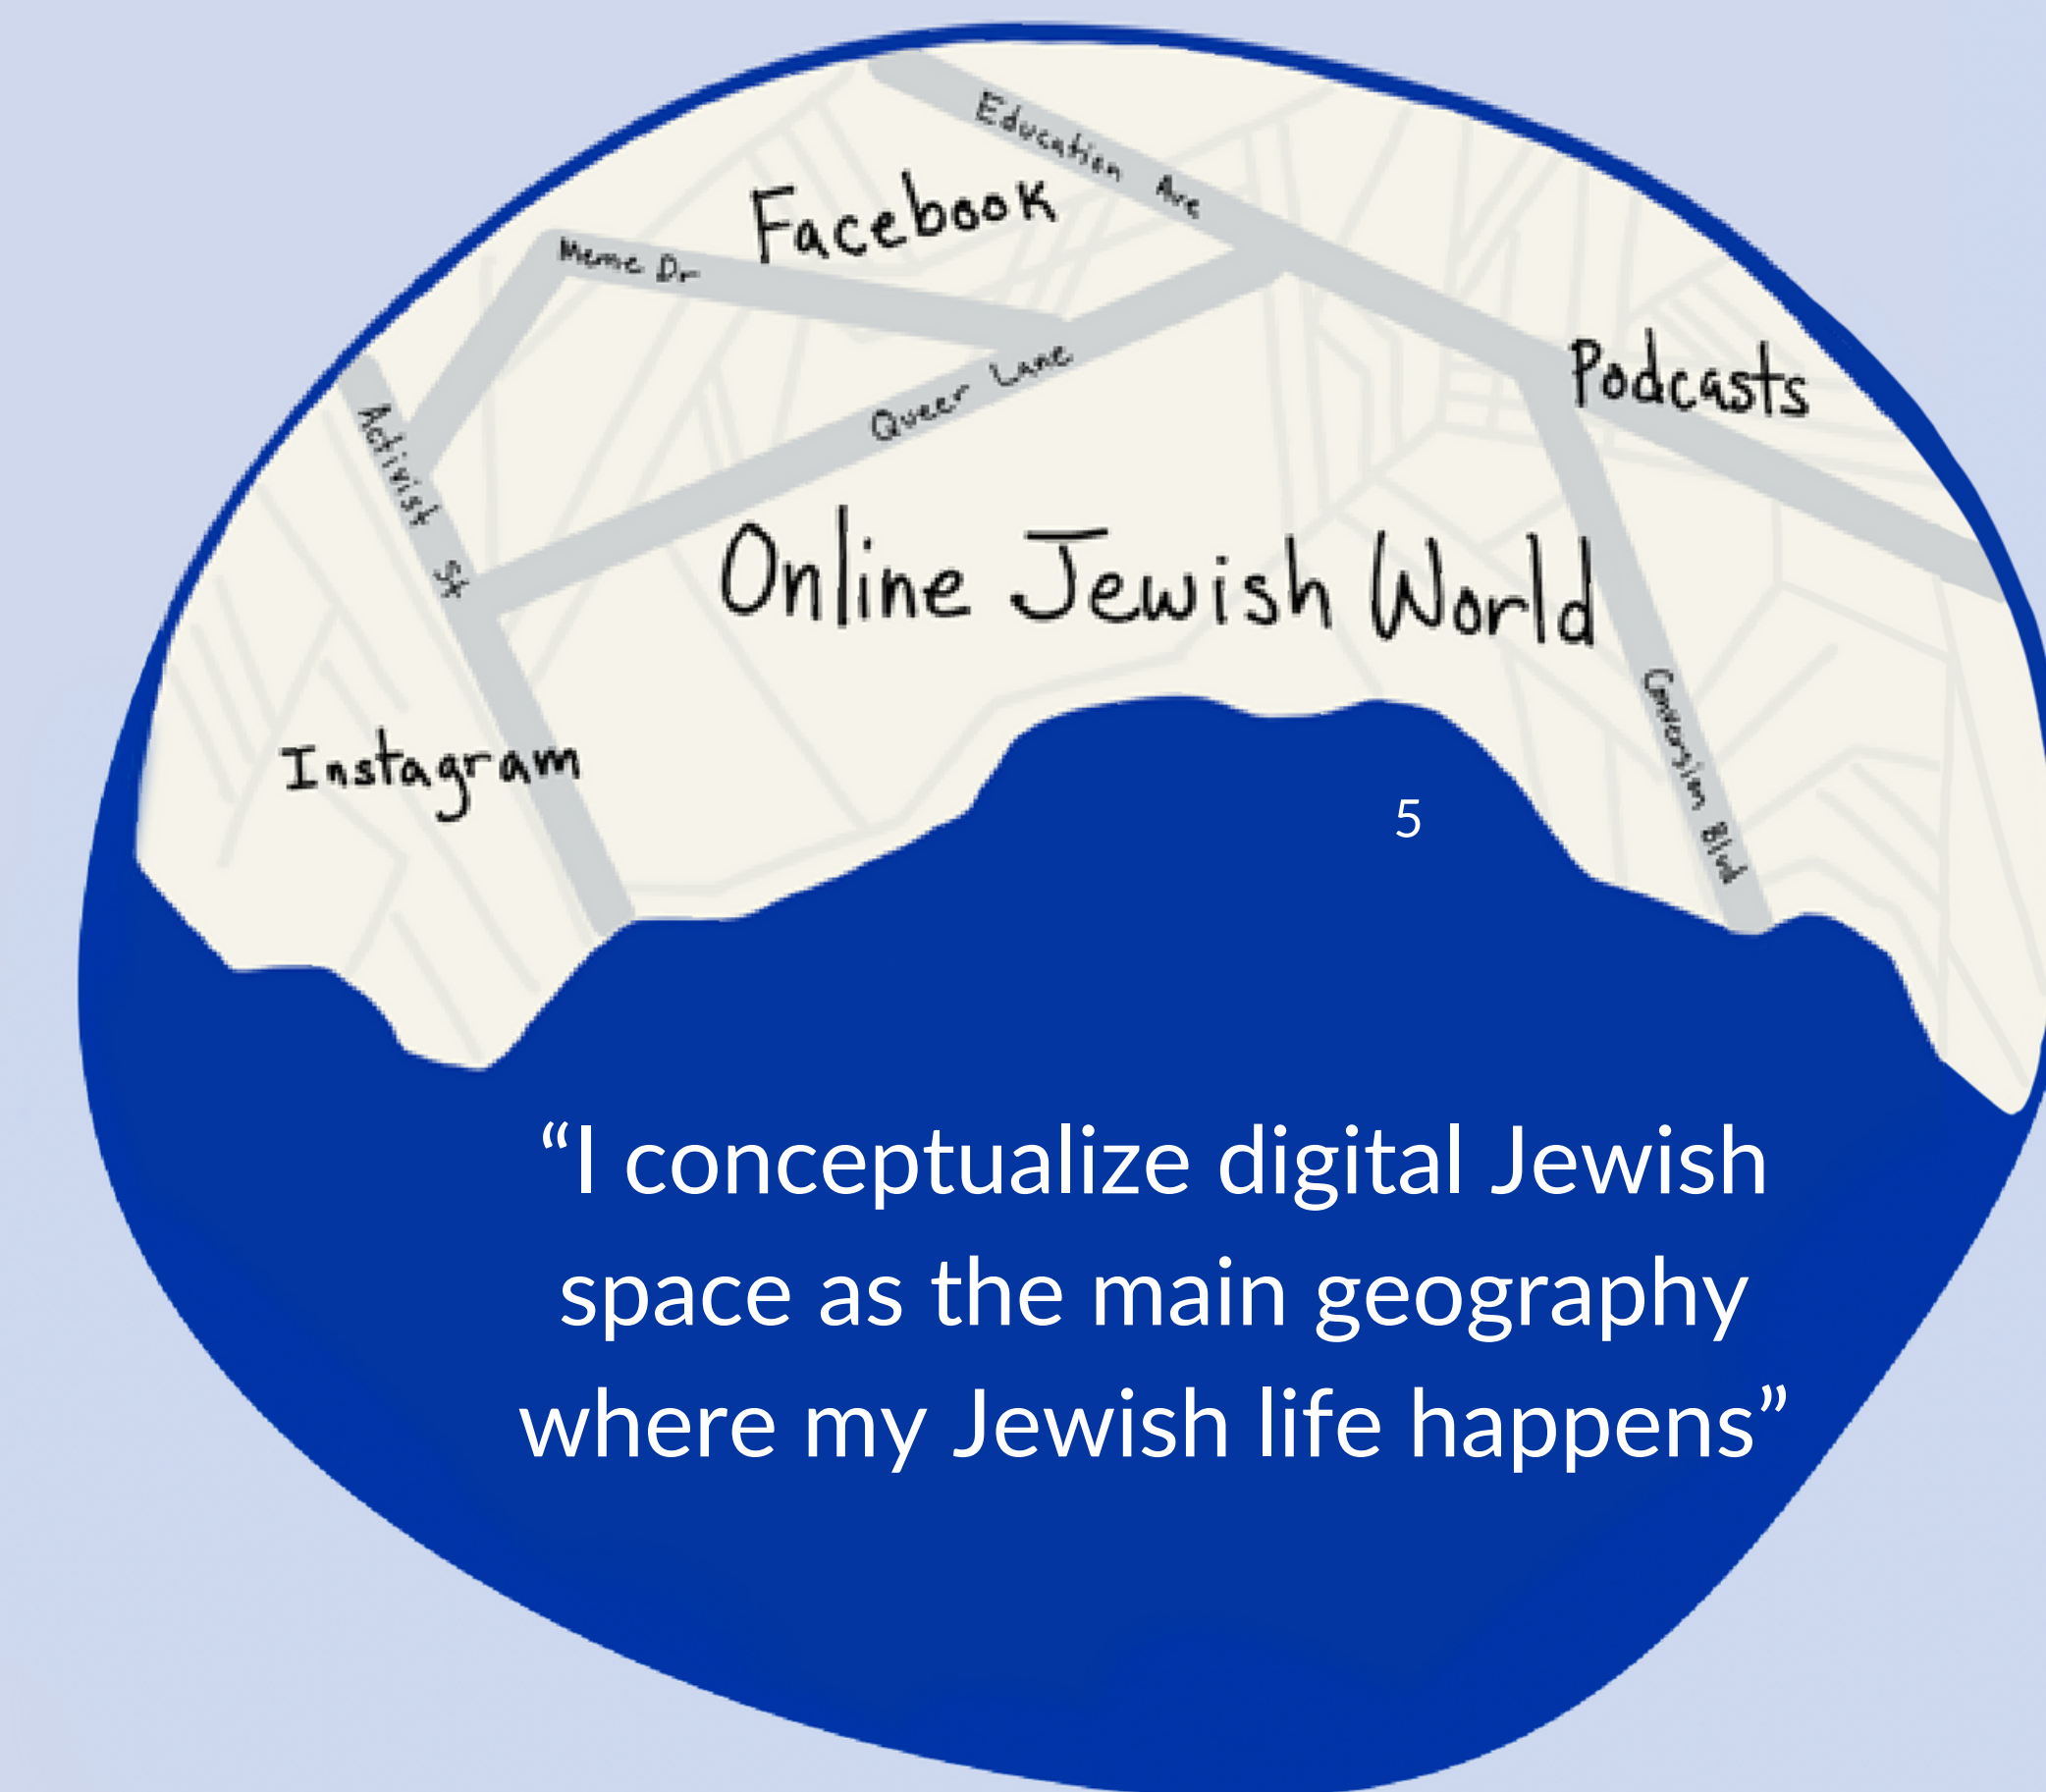 Education Ave
Facebook
Meme Dr
Queer Lane
Podcasts
Activist St
Online Jewish World
Instagram
Conversion Blvd
5
“I conceptualize digital Jewish
space as the main geography
where my Jewish life happens”